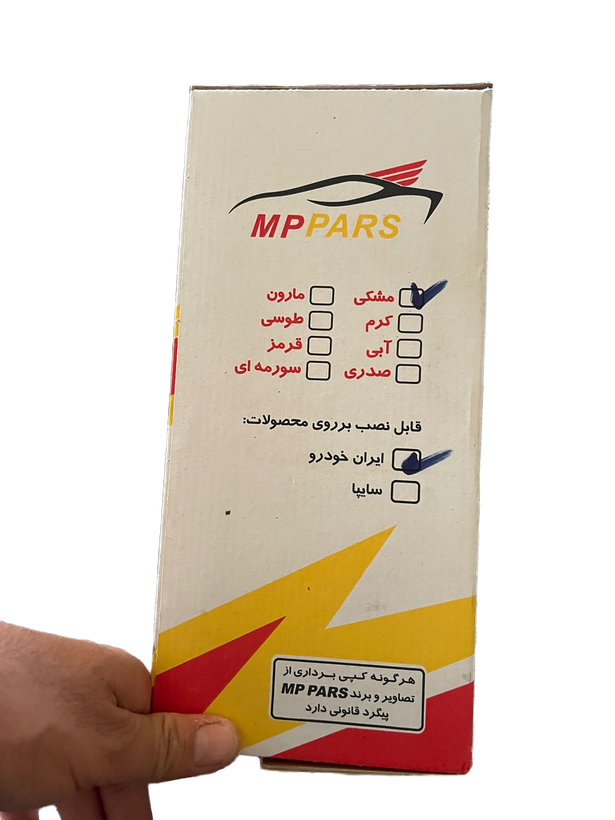 MPPARS
مشکی مارون
کرم طوسی
آبی قرمز
صدری سورمه ای
قابل نصب برروی محصولات:
ایران خودرو
سایپا
هرگونه کپی برداری از
تصاویر و برند MP PARS
پیگرد قانونی دارد